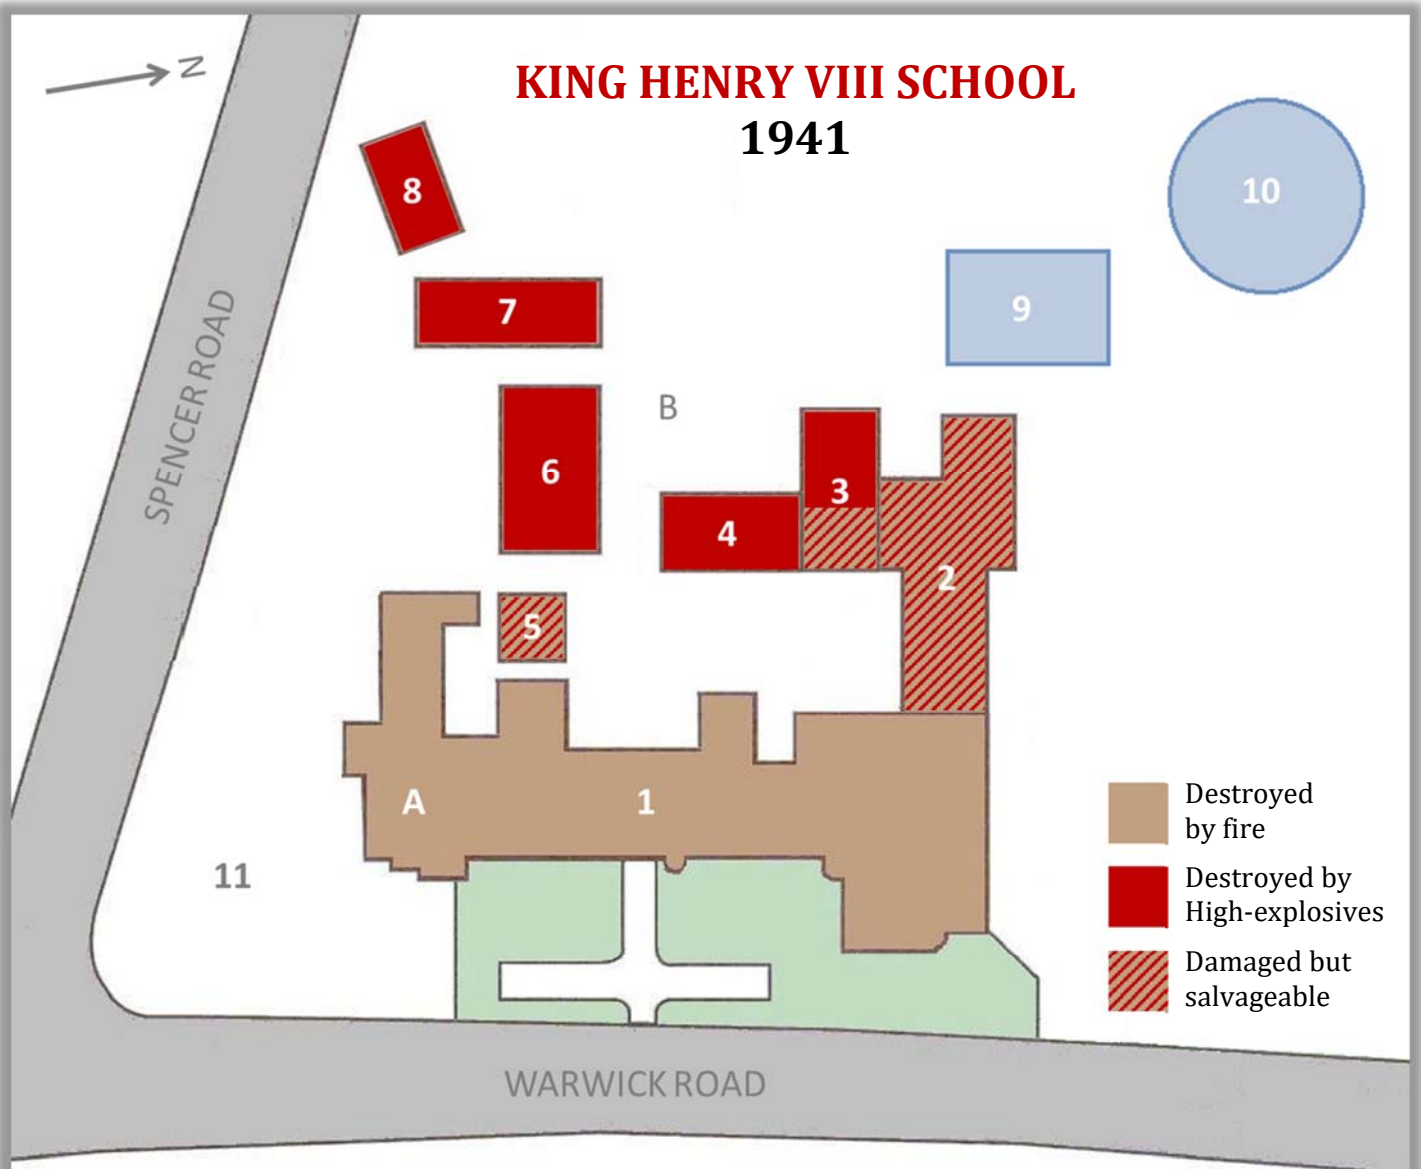 N
KING HENRY VIII SCHOOL
1941
8
10
7
9
SPENCER ROAD
B
6
3
4
2
5
A
1
11
Destroyed
by fire
Destroyed by
High-explosives
Damaged but
salvageable
WARWICK ROAD